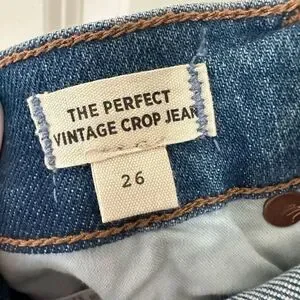 THE PERFECT
VINTAGE CROP JEAN
26